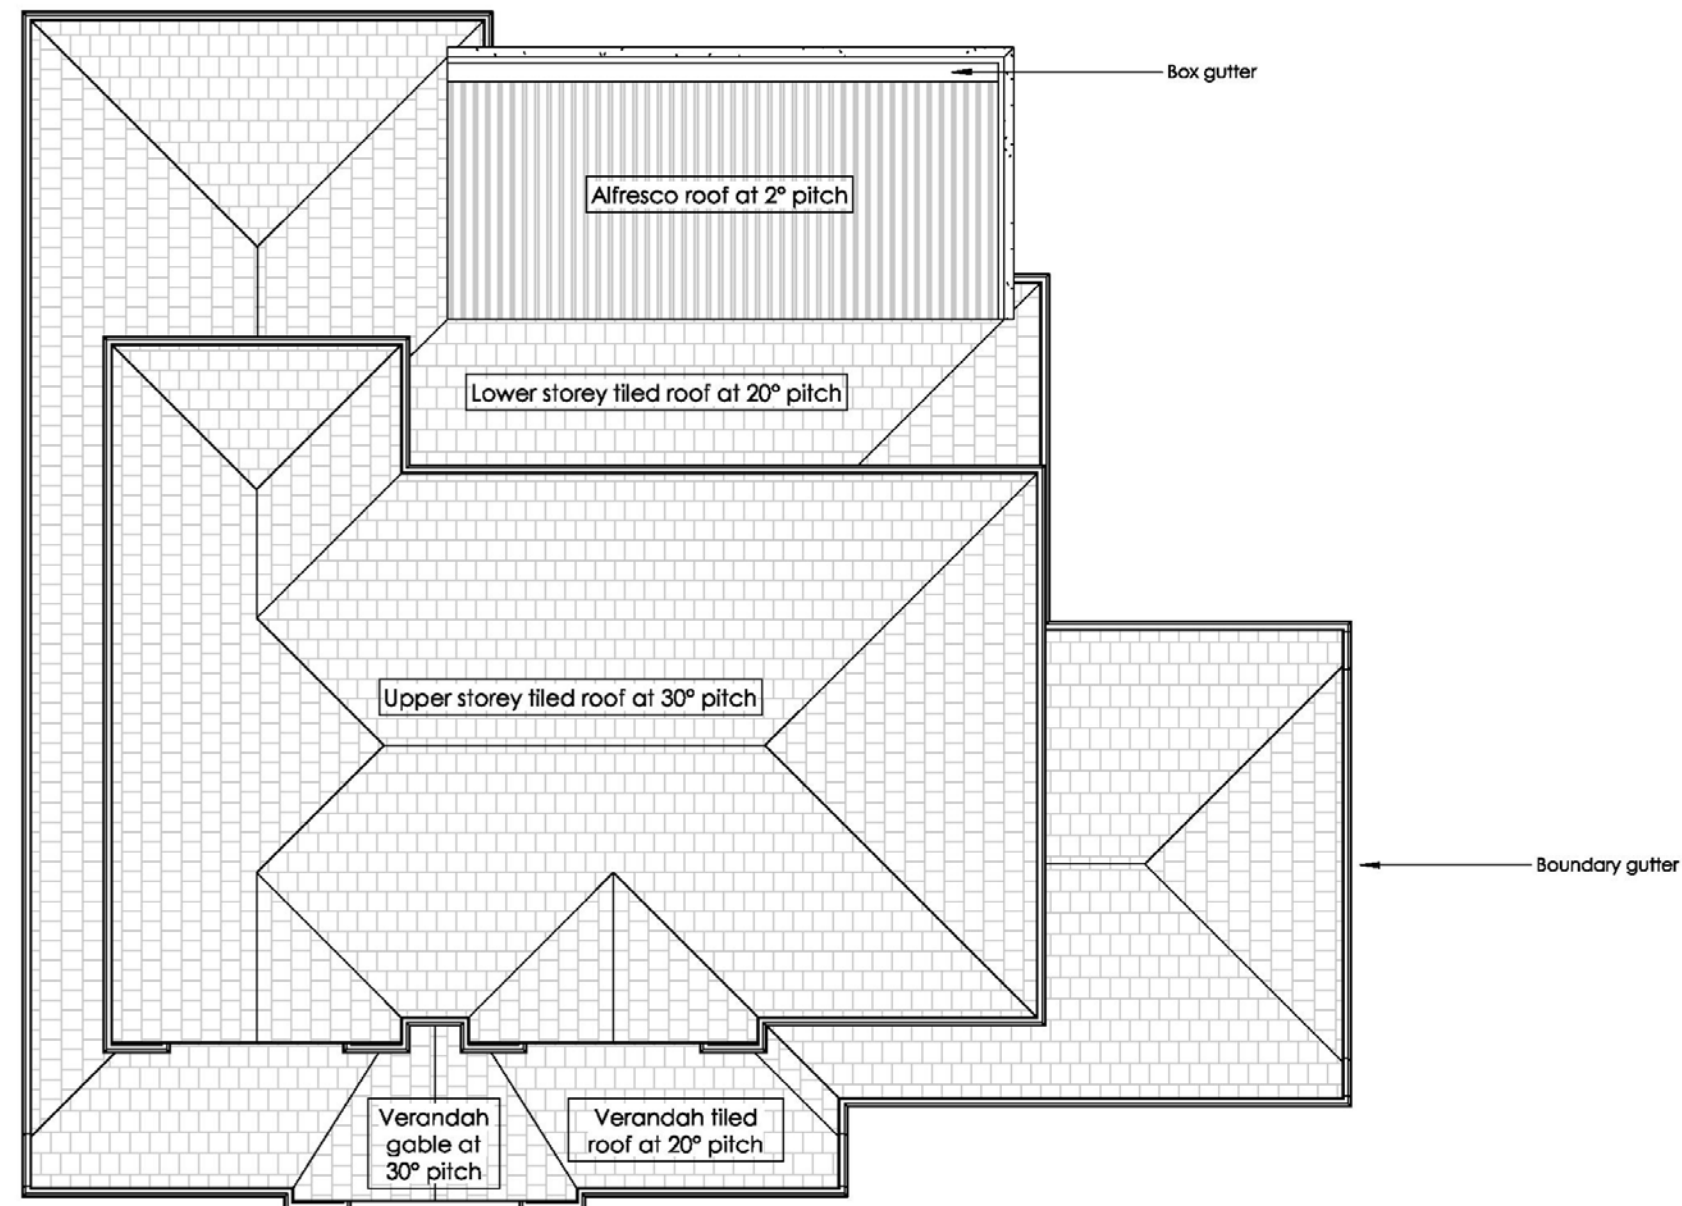 Box gutter
Alfresco roof at 2° pitch
Lower storey tiled roof at 20° pitch
Upper storey tiled roof at 30° pitch
Boundary gutter
Verandah
gable at
30° pitch
Verandah tiled
roof at 20° pitch